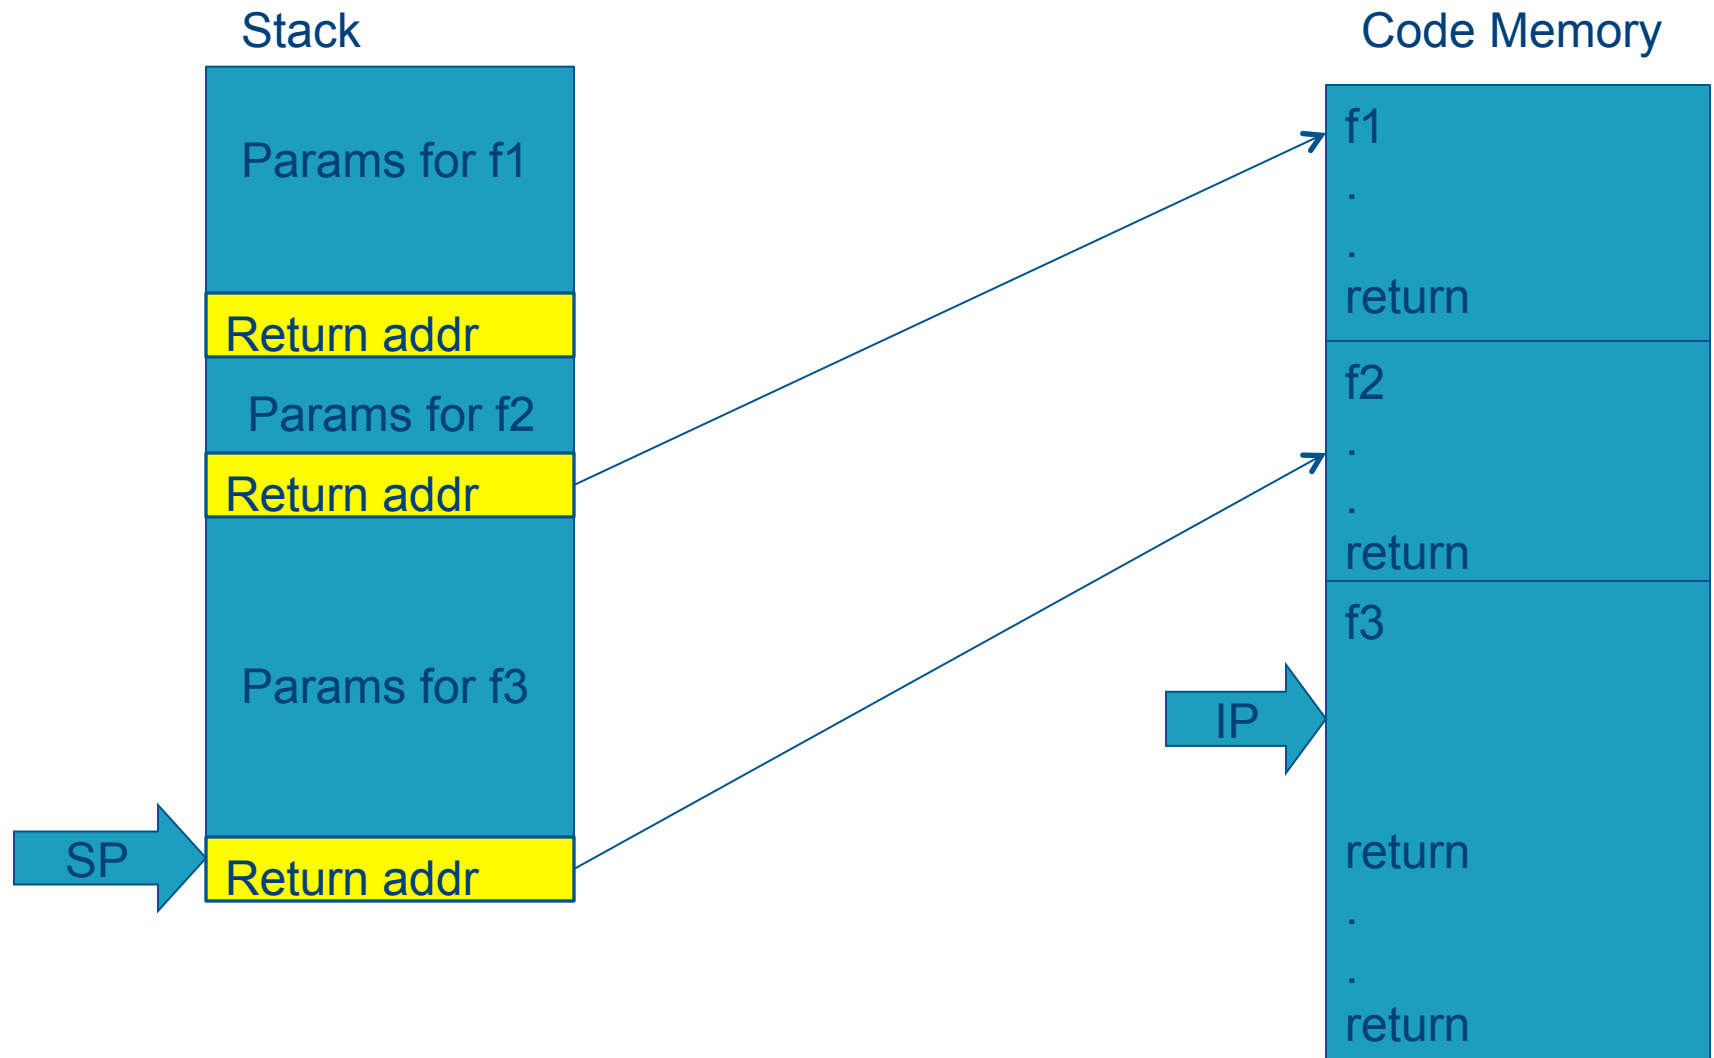 Stack
Params for f1
Return addr
Params for f2
Return addr
Params for f3
SP
Return addr
Code Memory
f1
.
.
return
f2
.
.
return
f3
IP
return
.
.
return